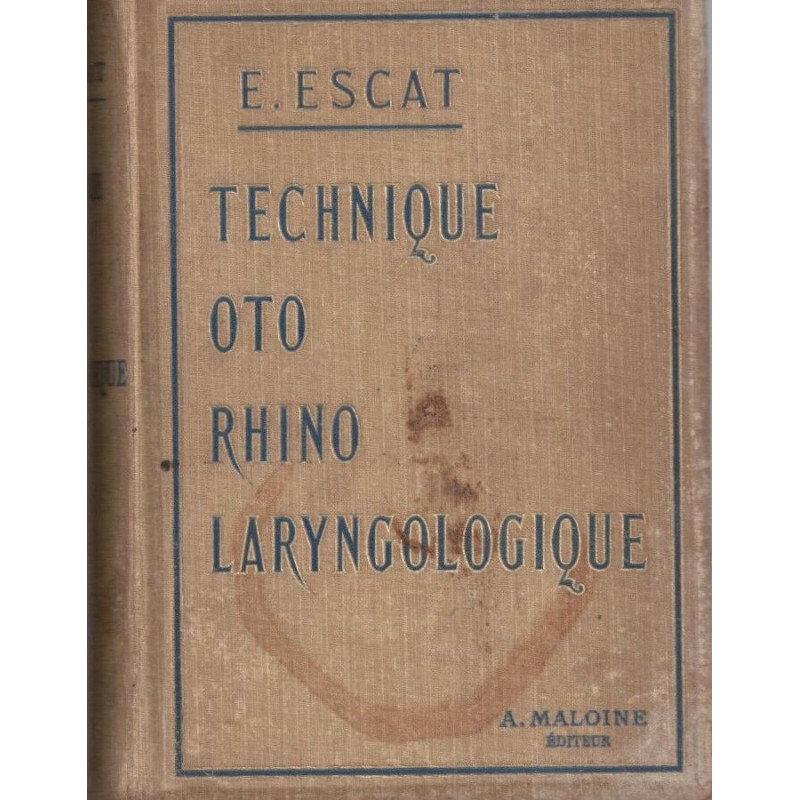 E. ESCAT
TECHNIQUE
OTO
RHINO
LARYNGOLOGIQUE
A. MALOINE
ÉDITEUR